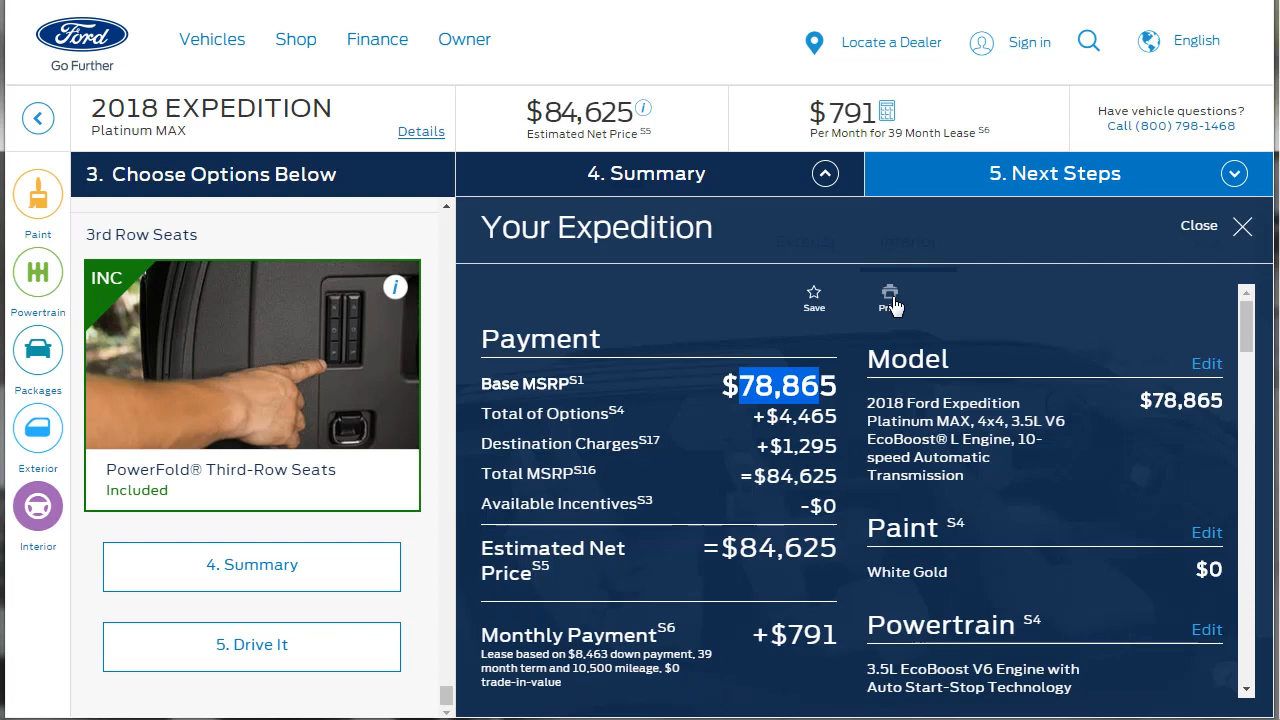 Ford
Go Further
Vehicles
Shop
Finance
Owner
Locate a Dealer
Sign in
English
2018 EXPEDITION
Platinum MAX
Details
$84,625
Estimated Net Price S5
$791
Per Month for 39 Month Lease S6
Have vehicle questions?
Call (800) 798-1468
3. Choose Options Below
4. Summary
5. Next Steps
Paint
Powertrain
Packages
Exterior
Interior
3rd Row Seats
INC
i
PowerFold® Third-Row Seats
Included
4. Summary
5. Drive It
Your Expedition
Close
Save
Payment
Base MSRP S1 $78,865
Total of Options S4 +$4,465
Destination Charges S17 +$1,295
Total MSRP S16 =$84,625
Available Incentives S3 -$0
Estimated Net =$84,625
Price S5
Monthly Payment S6 +$791
Lease based on $8,463 down payment, 39
month term and 10,500 mileage, $0
trade-in-value
Model Edit
2018 Ford Expedition $78,865
Platinum MAX, 4x4, 3.5L V6
EcoBoost® L Engine, 10-
speed Automatic
Transmission
Paint S4 Edit
White Gold $0
Powertrain S4 Edit
3.5L EcoBoost V6 Engine with
Auto Start-Stop Technology